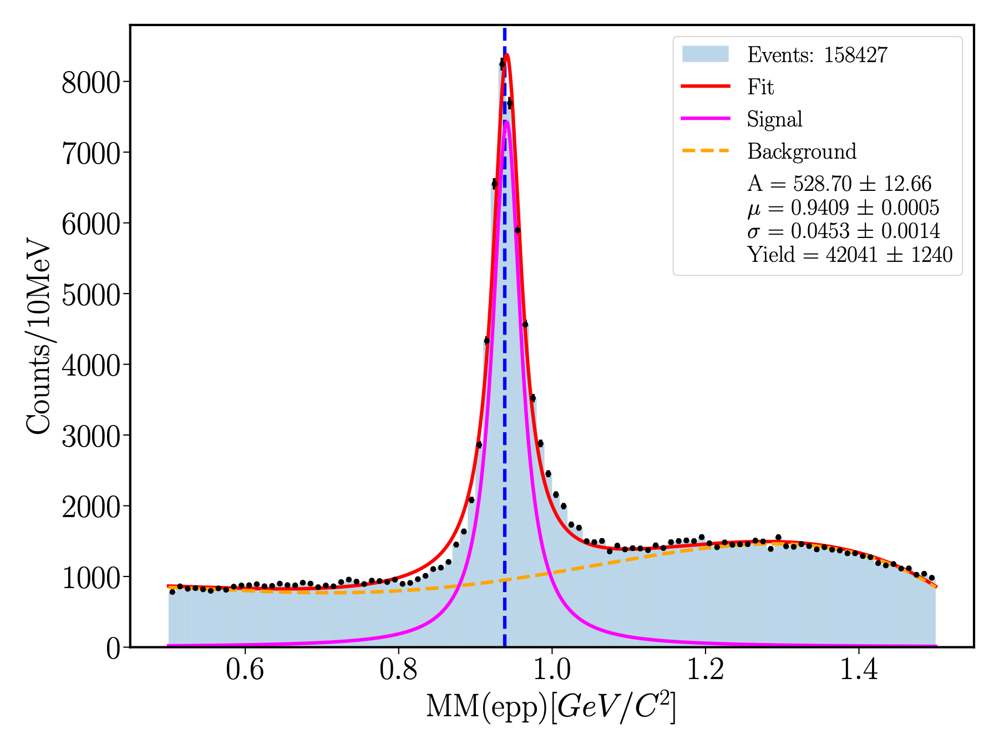 Counts/10MeV
8000
7000
6000
5000
4000
3000
2000
1000
0
0.6
0.8
1.0
1.2
1.4
MM(epp)[GeV/C²]
Events: 158427
Fit
Signal
Background
A = 528.70 ± 12.66
μ = 0.9409 ± 0.0005
σ = 0.0453 ± 0.0014
Yield = 42041 ± 1240